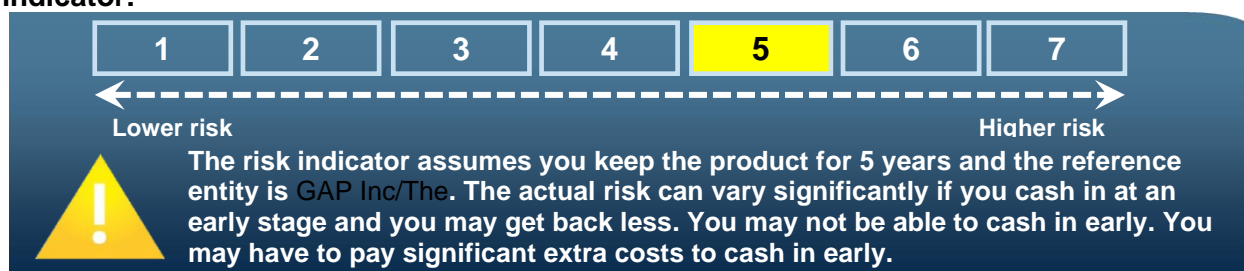 indicator:
1 2 3 4 5 6 7
Lower risk Higher risk
The risk indicator assumes you keep the product for 5 years and the reference
entity is GAP Inc/The. The actual risk can vary significantly if you cash in at an
early stage and you may get back less. You may not be able to cash in early. You
may have to pay significant extra costs to cash in early.